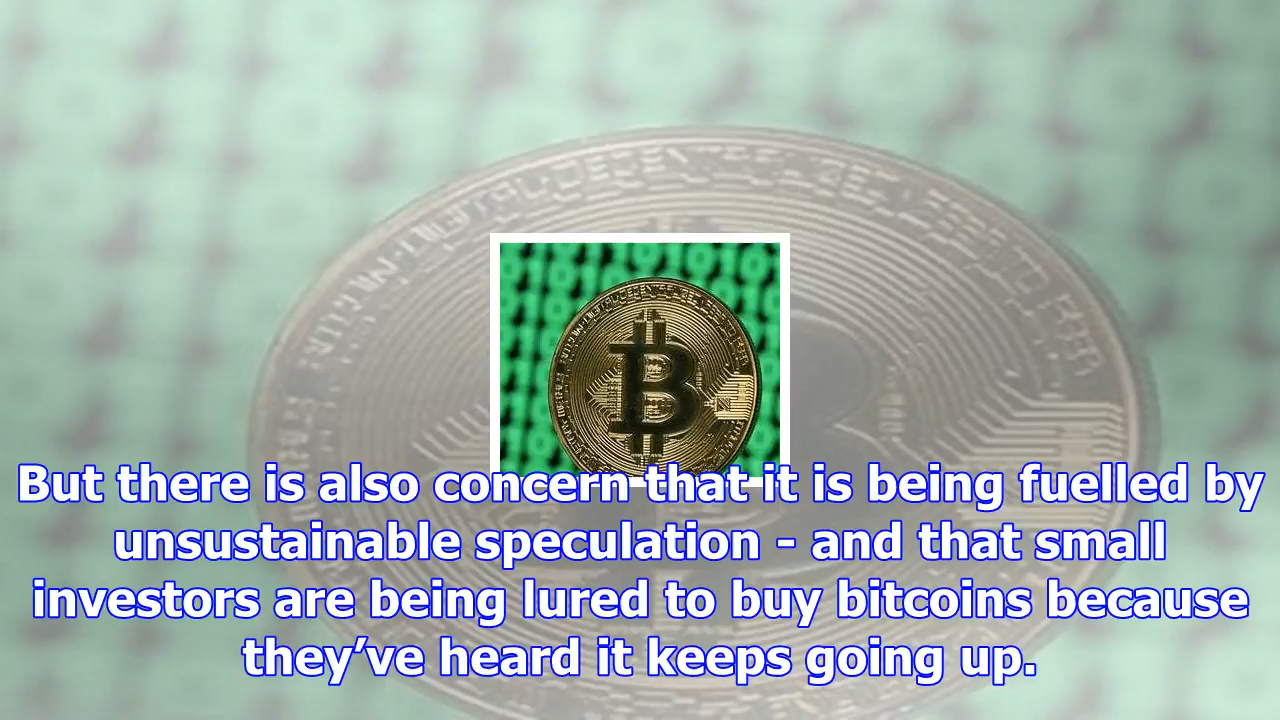 But there is also concern that it is being fuelled by
unsustainable speculation - and that small
investors are being lured to buy bitcoins because
they’ve heard it keeps going up.